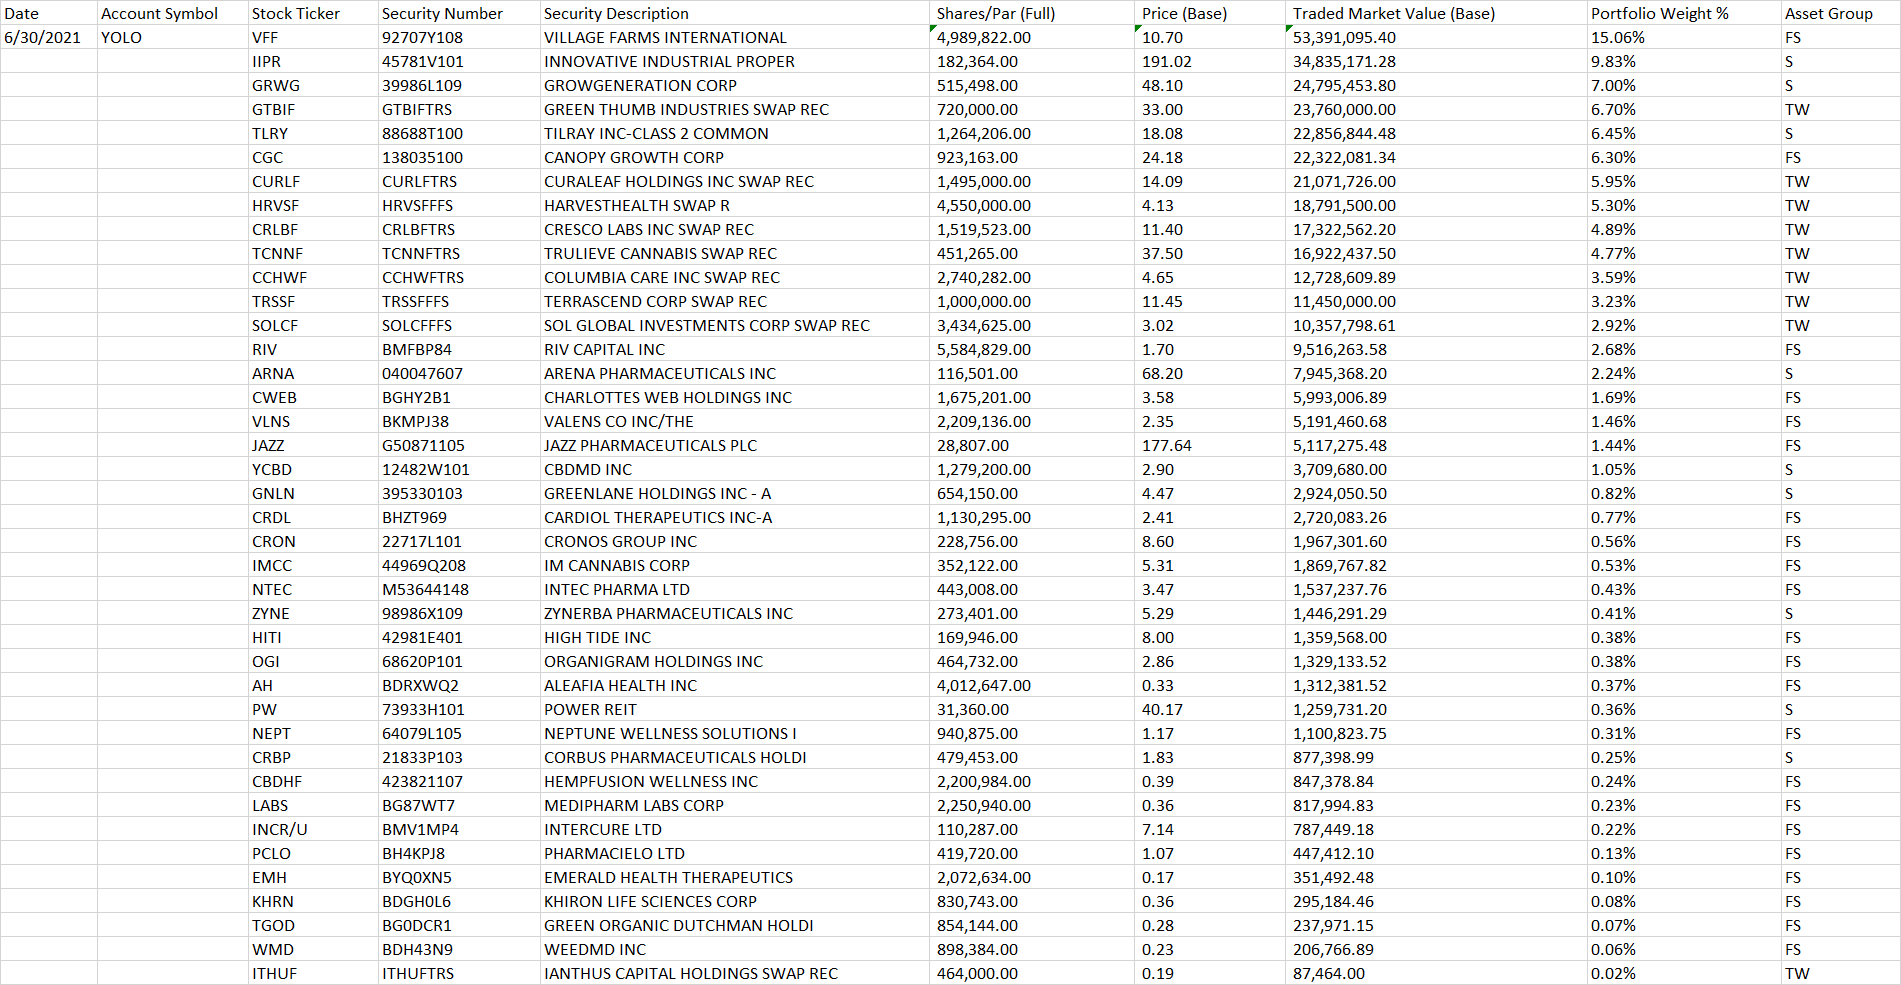 Date Account Symbol Stock Ticker Security Number Security Description Shares/Par (Full) Price (Base) Traded Market Value (Base) Portfolio Weight % Asset Group
6/30/2021 YOLO VFF 92707Y108 VILLAGE FARMS INTERNATIONAL 4,989,822.00 10.70 53,391,095.40 15.06% FS
IIPR 45781V101 INNOVATIVE INDUSTRIAL PROPER 182,364.00 191.02 34,835,171.28 9.83% S
GRWG 39986L109 GROWGENERATION CORP 515,498.00 48.10 24,795,453.80 7.00% S
GTBIF GTBIFTRS GREEN THUMB INDUSTRIES SWAP REC 720,000.00 33.00 23,760,000.00 6.70% TW
TLRY 88688T100 TILRAY INC-CLASS 2 COMMON 1,264,206.00 18.08 22,856,844.48 6.45% S
CGC 138035100 CANOPY GROWTH CORP 923,163.00 24.18 22,322,081.34 6.30% FS
CURLF CURLFTRS CURALEAF HOLDINGS INC SWAP REC 1,495,000.00 14.09 21,071,726.00 5.95% TW
HRVSF HRVSFFFS HARVESTHEALTH SWAP R 4,550,000.00 4.13 18,791,500.00 5.30% TW
CRLBF CRLBFTRS CRESCO LABS INC SWAP REC 1,519,523.00 11.40 17,322,562.20 4.89% TW
TCNNF TCNNFTRS TRULIEVE CANNABIS SWAP REC 451,265.00 37.50 16,922,437.50 4.77% TW
CCHWF CCHWFTRS COLUMBIA CARE INC SWAP REC 2,740,282.00 4.65 12,728,609.89 3.59% TW
TRSSF TRSSFFFS TERRASCEND CORP SWAP REC 1,000,000.00 11.45 11,450,000.00 3.23% TW
SOLCF SOLCFFFS SOL GLOBAL INVESTMENTS CORP SWAP REC 3,434,625.00 3.02 10,357,798.61 2.92% TW
RIV BMFBP84 RIV CAPITAL INC 5,584,829.00 1.70 9,516,263.58 2.68% FS
ARNA 040047607 ARENA PHARMACEUTICALS INC 116,501.00 68.20 7,945,368.20 2.24% S
CWEB BGHY2B1 CHARLOTTES WEB HOLDINGS INC 1,675,201.00 3.58 5,993,006.89 1.69% FS
VLNS BKMPJ38 VALENS CO INC/THE 2,209,136.00 2.35 5,191,460.68 1.46% FS
JAZZ G50871105 JAZZ PHARMACEUTICALS PLC 28,807.00 177.64 5,117,275.48 1.44% FS
YCBD 12482W101 CBDMD INC 1,279,200.00 2.90 3,709,680.00 1.05% S
GNLN 395330103 GREENLANE HOLDINGS INC - A 654,150.00 4.47 2,924,050.50 0.82% S
CRDL BHZT969 CARDIOL THERAPEUTICS INC-A 1,130,295.00 2.41 2,720,083.26 0.77% FS
CRON 22717L101 CRONOS GROUP INC 228,756.00 8.60 1,967,301.60 0.56% FS
IMCC 44969Q208 IM CANNABIS CORP 352,122.00 5.31 1,869,767.82 0.53% FS
NTEC M53644148 INTEC PHARMA LTD 443,008.00 3.47 1,537,237.76 0.43% FS
ZYNE 98986X109 ZYNERBA PHARMACEUTICALS INC 273,401.00 5.29 1,446,291.29 0.41% S
HITI 42981E401 HIGH TIDE INC 169,946.00 8.00 1,359,568.00 0.38% FS
OGI 68620P101 ORGANIGRAM HOLDINGS INC 464,732.00 2.86 1,329,133.52 0.38% FS
AH BDRXWQ2 ALEAFIA HEALTH INC 4,012,647.00 0.33 1,312,381.52 0.37% FS
PW 73933H101 POWER REIT 31,360.00 40.17 1,259,731.20 0.36% S
NEPT 64079L105 NEPTUNE WELLNESS SOLUTIONS I 940,875.00 1.17 1,100,823.75 0.31% FS
CRBP 21833P103 CORBUS PHARMACEUTICALS HOLDI 479,453.00 1.83 877,398.99 0.25% S
CBDHF 423821107 HEMPFUSION WELLNESS INC 2,200,984.00 0.39 847,378.84 0.24% FS
LABS BG87WT7 MEDIPHARM LABS CORP 2,250,940.00 0.36 817,994.83 0.23% FS
INCR/U BMV1MP4 INTERCURE LTD 110,287.00 7.14 787,449.18 0.22% FS
PCLO BH4KPJ8 PHARMACIELO LTD 419,720.00 1.07 447,412.10 0.13% FS
EMH BYQ0XN5 EMERALD HEALTH THERAPEUTICS 2,072,634.00 0.17 351,492.48 0.10% FS
KHRN BDGH0L6 KHIRON LIFE SCIENCES CORP 830,743.00 0.36 295,184.46 0.08% FS
TGOD BG0DCR1 GREEN ORGANIC DUTCHMAN HOLDI 854,144.00 0.28 237,971.15 0.07% FS
WMD BDH43N9 WEEDMD INC 898,384.00 0.23 206,766.89 0.06% FS
ITHUF ITHUFTRS IANTHUS CAPITAL HOLDINGS SWAP REC 464,000.00 0.19 87,464.00 0.02% TW